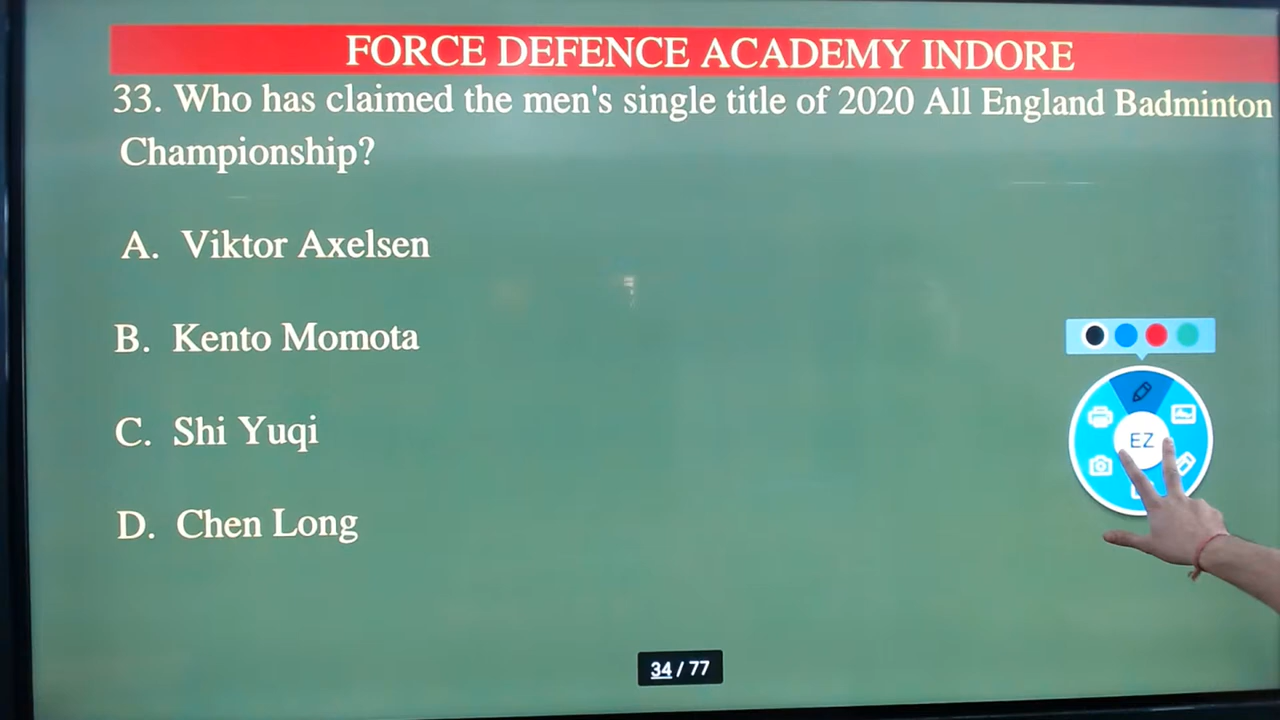 FORCE DEFENCE ACADEMY INDORE
33. Who has claimed the men's single title of 2020 All England Badminton
Championship?
A. Viktor Axelsen
B. Kento Momota
EZ
C. Shi Yuqi
D. Chen Long
34 / 77